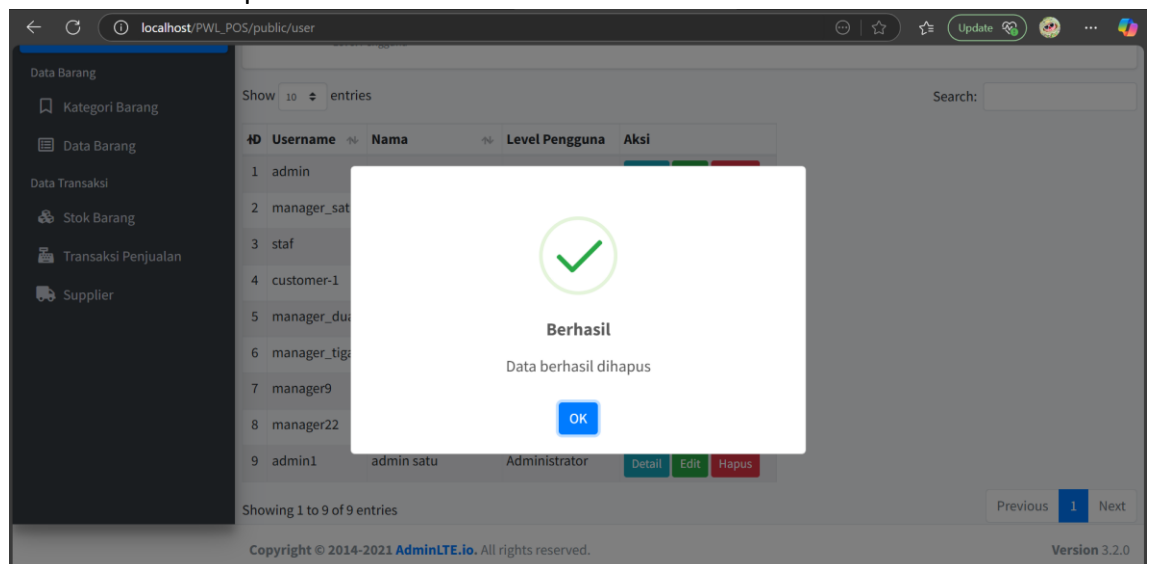 localhost/PWL_POS/public/user
Update
Data Barang
Kategori Barang
Data Barang
Data Transaksi
Stok Barang
Transaksi Penjualan
Supplier
Show 10 entries
Search:
ID Username Nama Level Pengguna Aksi
1 admin
2 manager_sat
3 staf
4 customer-1
5 manager_dua
6 manager_tiga
7 manager9
8 manager22
9 admin1 admin satu Administrator Detail Edit Hapus
Berhasil
Data berhasil dihapus
OK
Showing 1 to 9 of 9 entries
Previous 1 Next
Copyright © 2014-2021 AdminLTE.io. All rights reserved.
Version 3.2.0